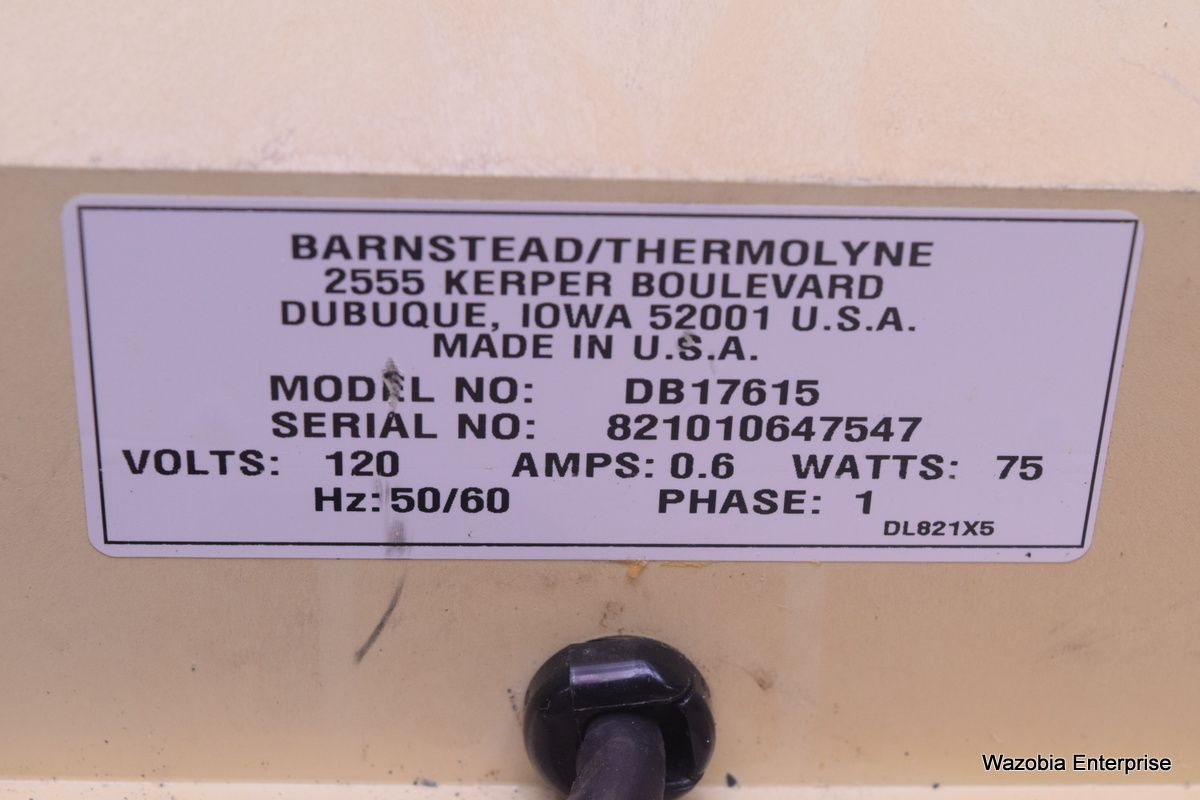 BARNSTEAD/THERMOLYNE
2555 KERPER BOULEVARD
DUBUQUE, IOWA 52001 U.S.A.
MADE IN U.S.A.
MODEL NO: DB17615
SERIAL NO: 821010647547
VOLTS: 120 AMPS: 0.6 WATTS: 75
Hz: 50/60 PHASE: 1
DL821X5
Wazobia Enterprise